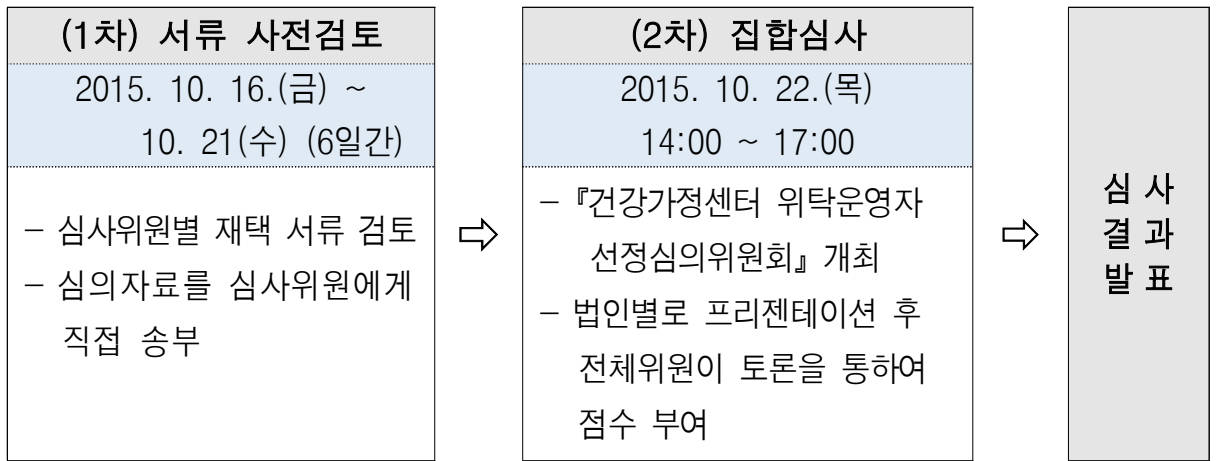 (1차) 서류 사전검토
2015. 10. 16.(금) ~
10. 21(수) (6일간)
- 심사위원별 재택 서류 검토
- 심의자료를 심사위원에게
직접 송부
⇨
(2차) 집합심사
2015. 10. 22.(목)
14:00 ~ 17:00
- 『건강가정센터 위탁운영자
선정심의위원회』 개최
- 법인별로 프리젠테이션 후
전체위원이 토론을 통하여
점수 부여
⇨
심 사
결 과
발 표